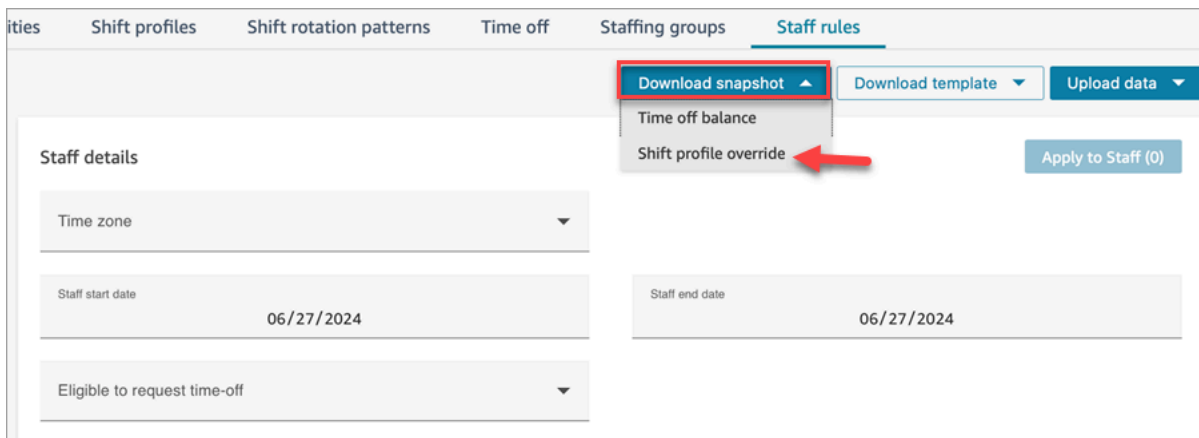 ities Shift profiles Shift rotation patterns Time off Staffing groups Staff rules
Download snapshot Download template Upload data
Time off balance
Shift profile override
Staff details Apply to Staff (0)
Time zone
Staff start date Staff end date
06/27/2024 06/27/2024
Eligible to request time-off